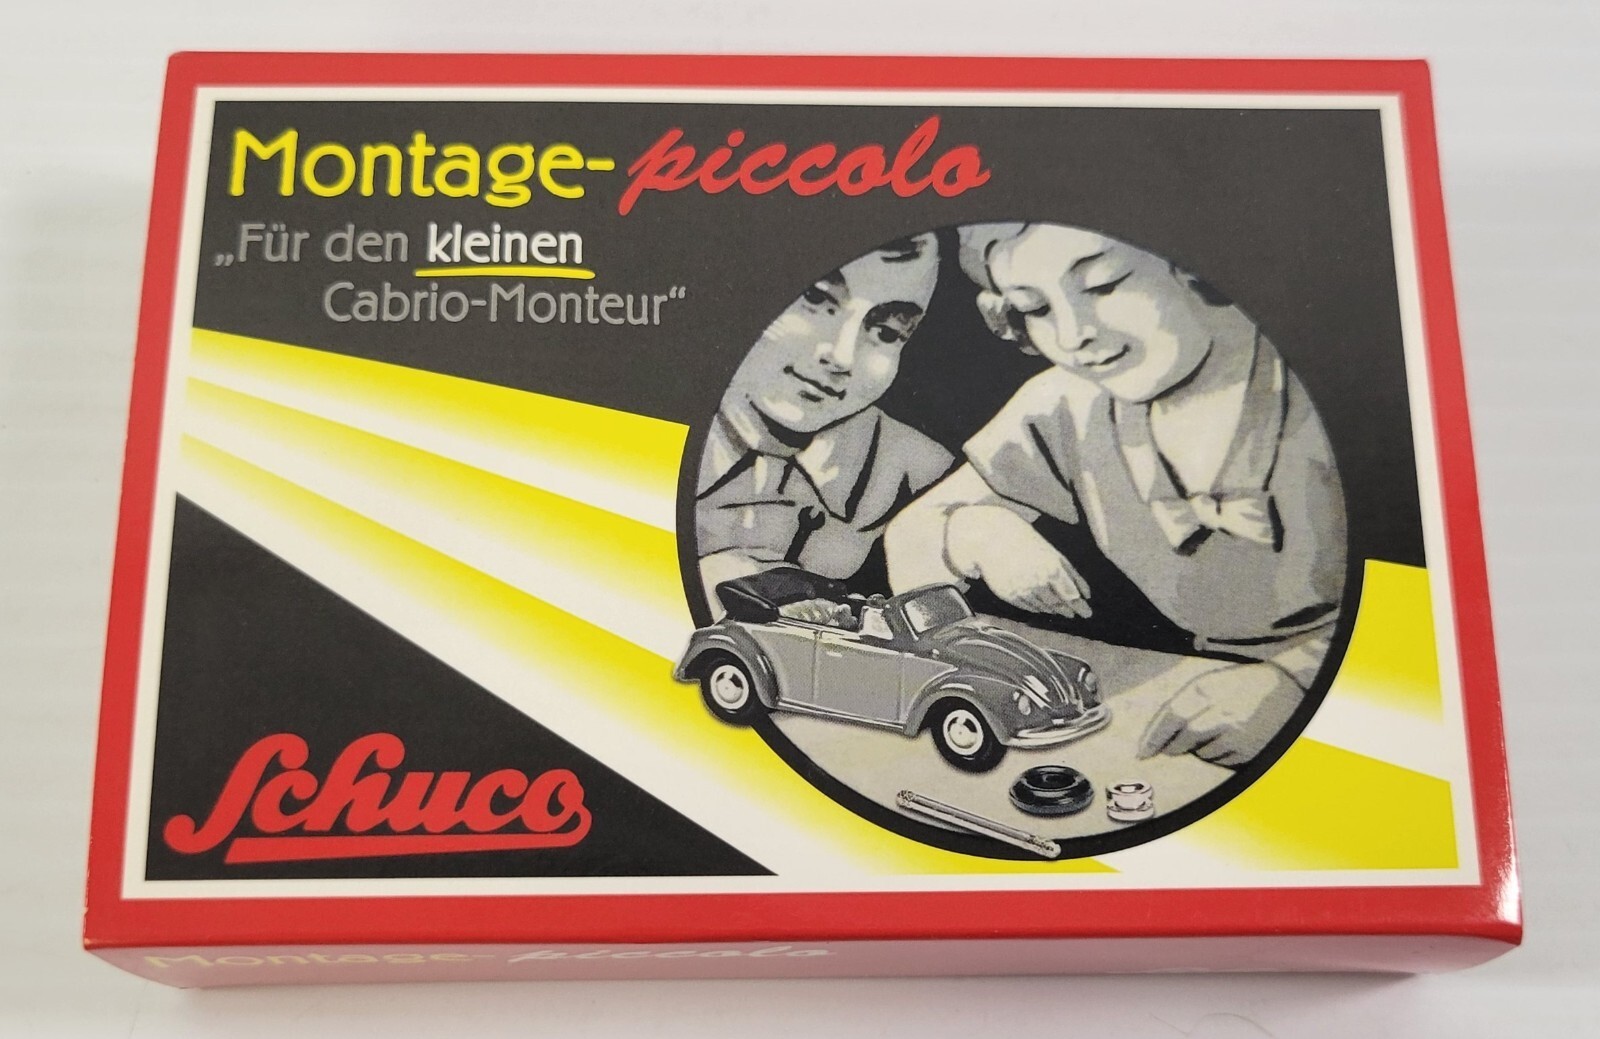 Montage-piccolo
„Für den kleinen
Cabrio-Monteur“
Schuco
Montage-piccolo